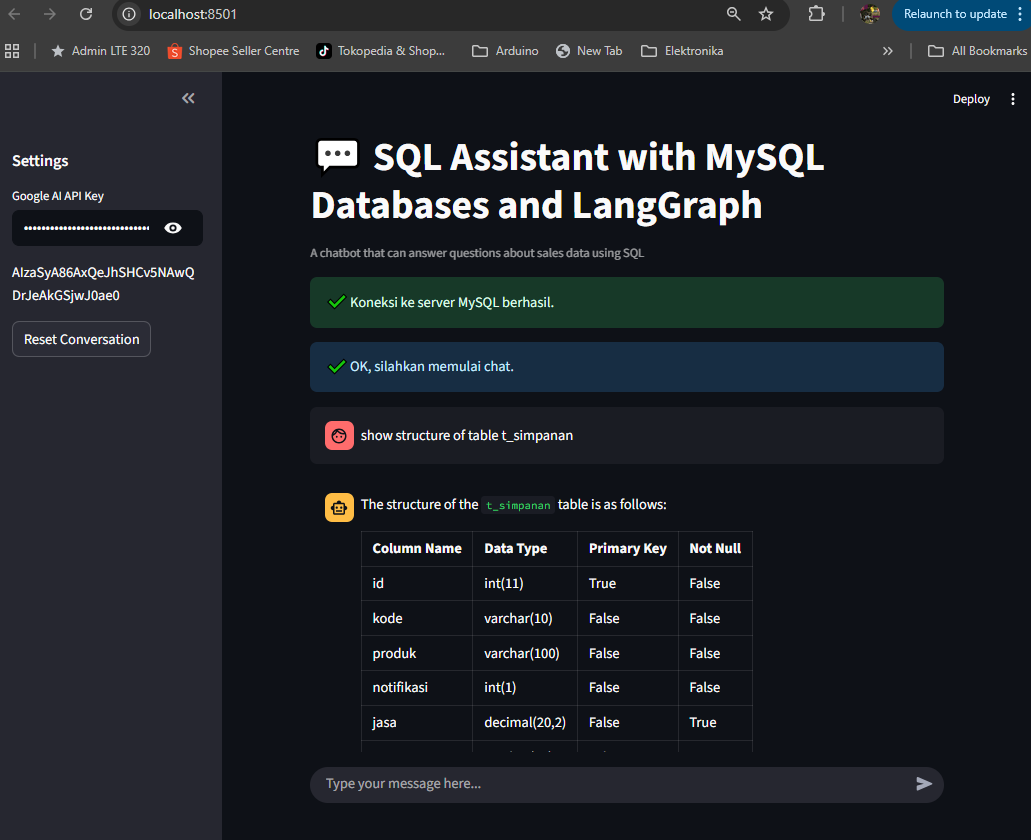 localhost:8501
Relaunch to update
Admin LTE 320
Shopee Seller Centre
Tokopedia & Shop...
Arduino
New Tab
Elektronika
All Bookmarks
Settings
Google AI API Key
AIzaSyA86AxQeJhSHCv5NAwQ
DrJeAkGSjwJ0ae0
Reset Conversation
Deploy
SQL Assistant with MySQL
Databases and LangGraph
A chatbot that can answer questions about sales data using SQL
Koneksi ke server MySQL berhasil.
OK, silahkan memulai chat.
show structure of table t_simpanan
The structure of the t_simpanan table is as follows:
Column Name Data Type Primary Key Not Null
id int(11) True False
kode varchar(10) False False
produk varchar(100) False False
notifikasi int(1) False False
jasa decimal(20,2) False True
Type your message here...